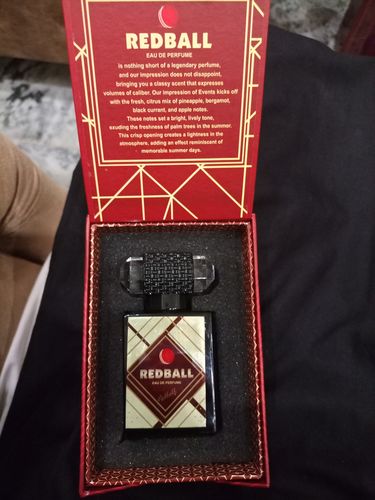 REDBALL
EAU DE PERFUME
is nothing short of a legendary perfume,
and our impression does not disappoint,
bringing you a classy scent that expresses
volumes of caliber. Our impression of Events kicks off
with the fresh, citrus mix of pineapple, bergamot,
black currant, and apple notes.
These notes set a bright, lively tone,
exuding the freshness of palm trees in the summer.
This crisp opening creates a lightness in the
atmosphere, adding an effect reminiscent of
memorable summer days.
REDBALL
EAU DE PERFUME